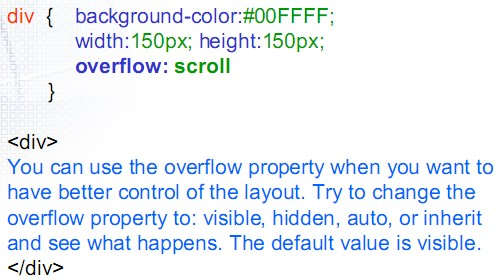 div { background-color:#00FFFF;
width:150px; height:150px;
overflow: scroll
}
<div>
You can use the overflow property when you want to
have better control of the layout. Try to change the
overflow property to: visible, hidden, auto, or inherit
and see what happens. The default value is visible.
</div>